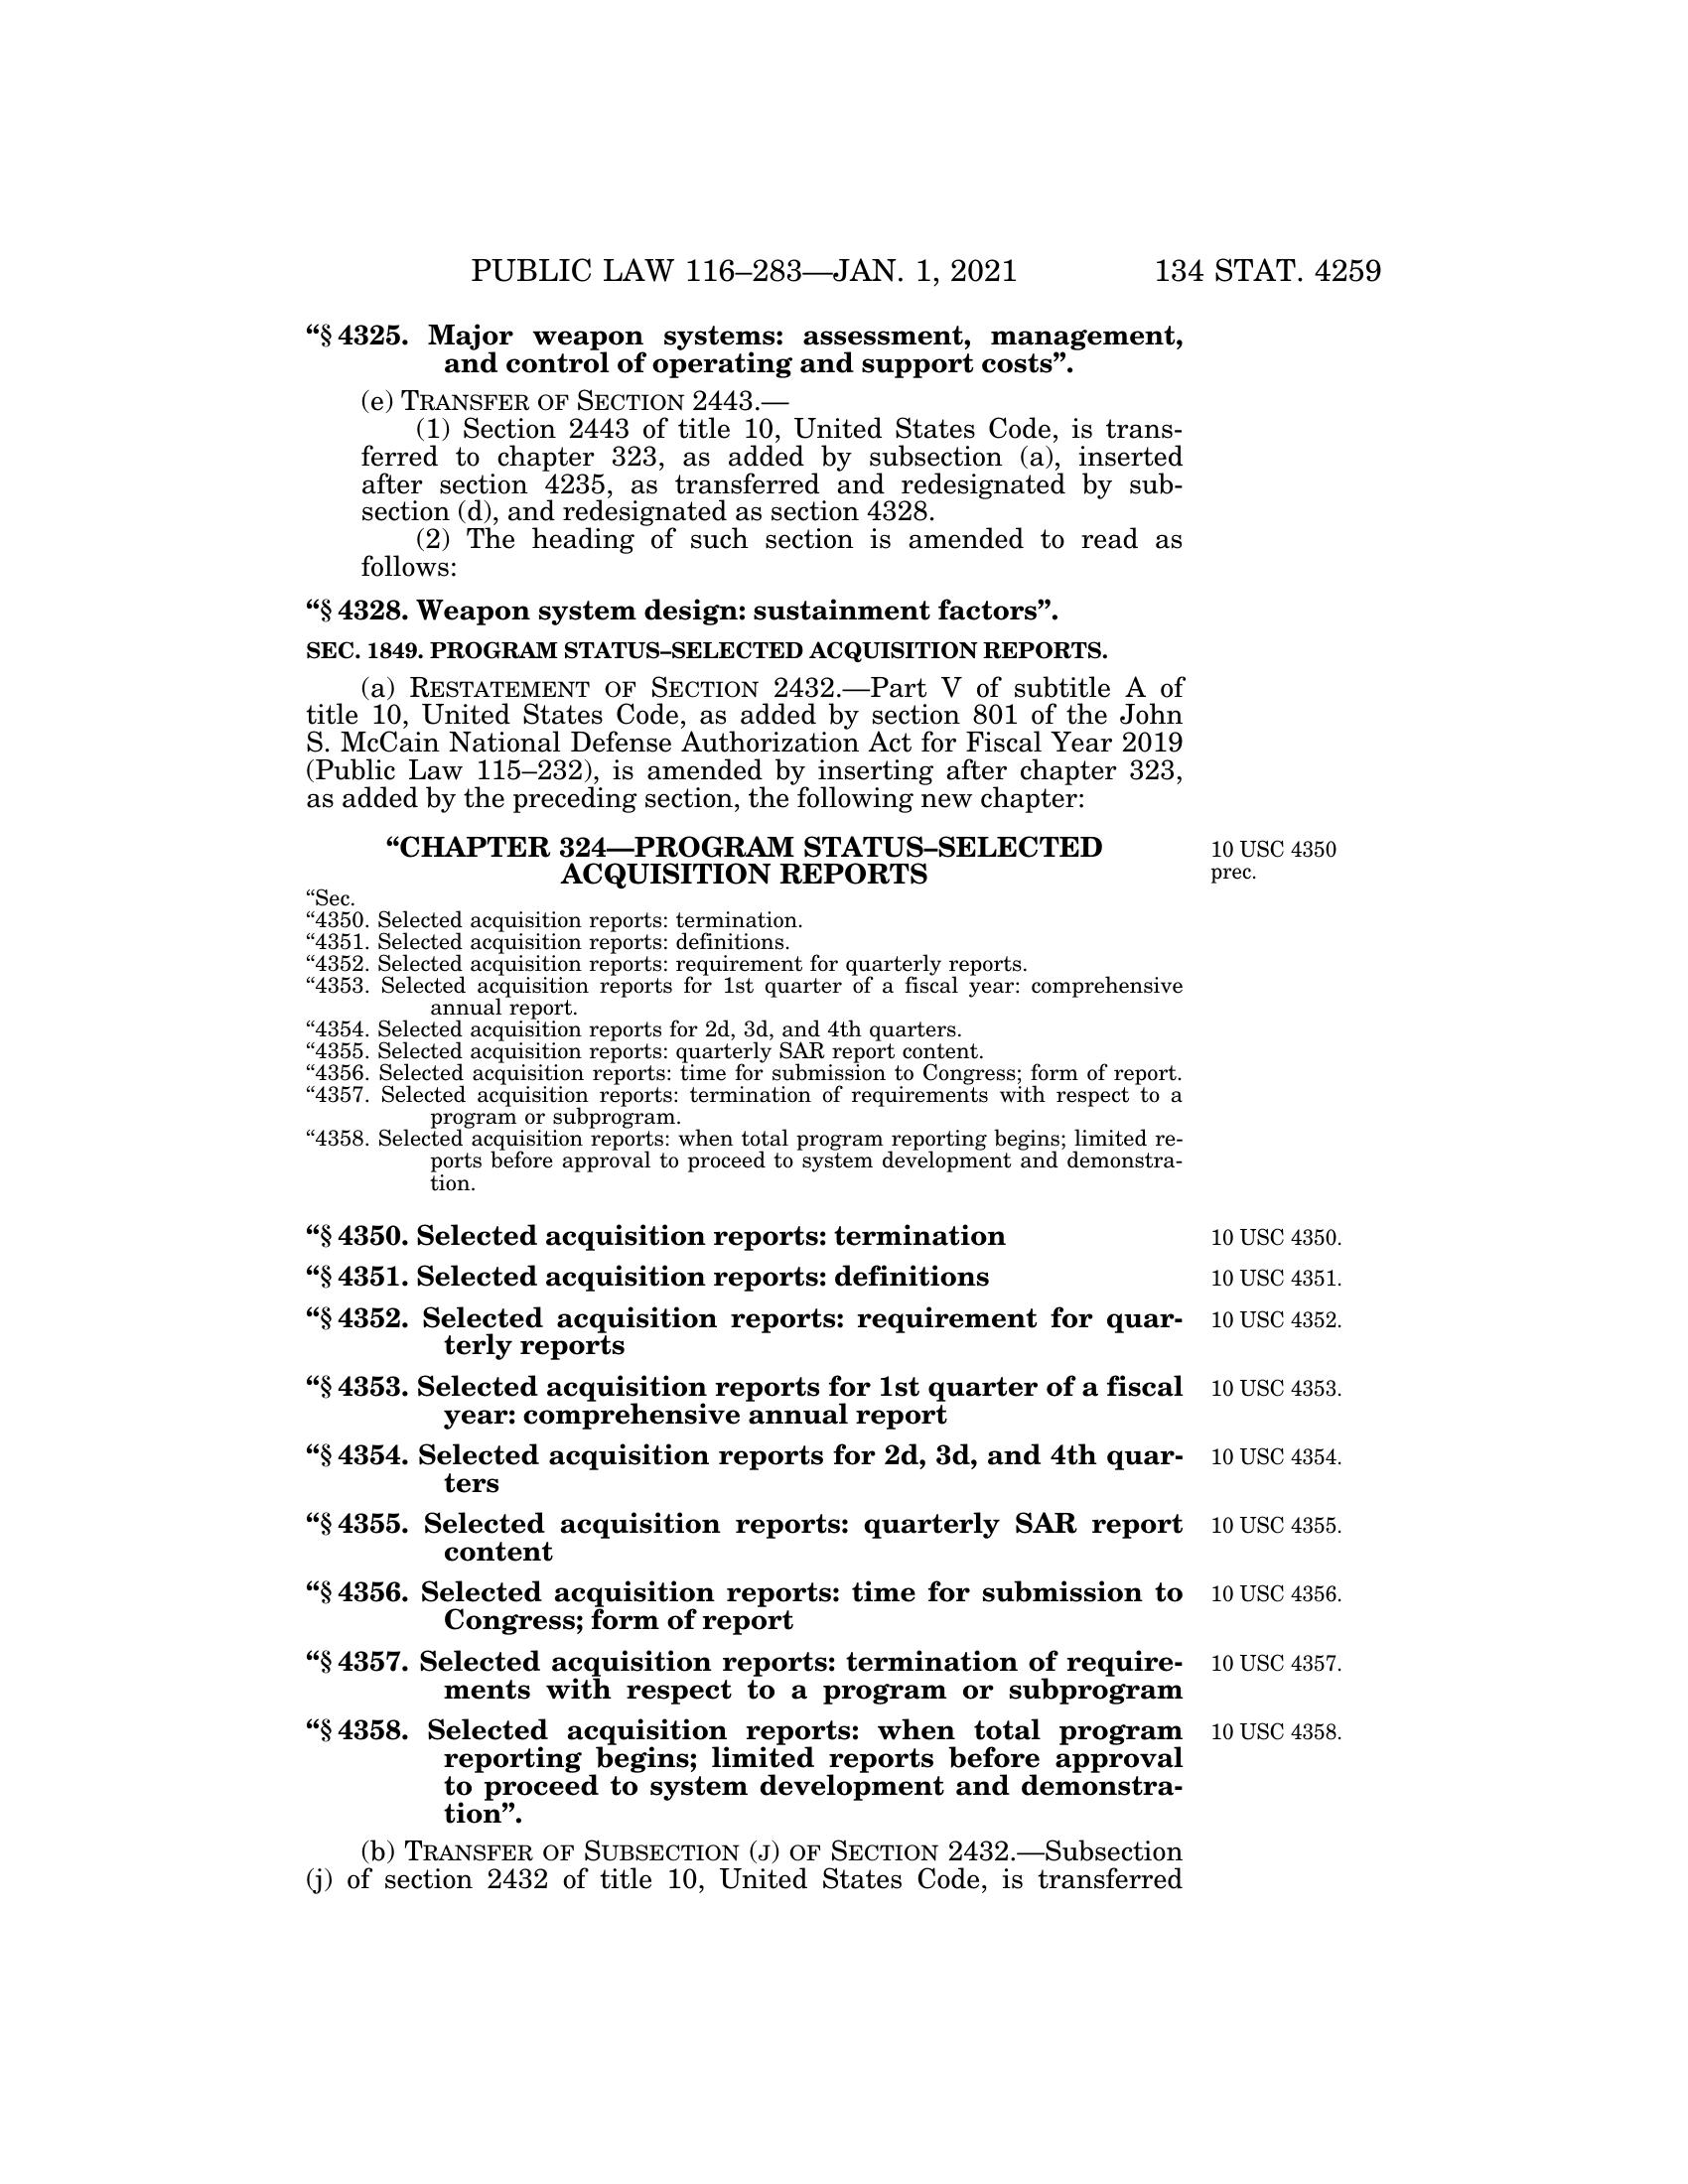 PUBLIC LAW 116–283—JAN. 1, 2021 134 STAT. 4259
“§ 4325. Major weapon systems: assessment, management,
and control of operating and support costs”.
(e) TRANSFER OF SECTION 2443.—
(1) Section 2443 of title 10, United States Code, is trans-
ferred to chapter 323, as added by subsection (a), inserted
after section 4235, as transferred and redesignated by sub-
section (d), and redesignated as section 4328.
(2) The heading of such section is amended to read as
follows:
“§ 4328. Weapon system design: sustainment factors”.
SEC. 1849. PROGRAM STATUS–SELECTED ACQUISITION REPORTS.
(a) RESTATEMENT OF SECTION 2432.—Part V of subtitle A of
title 10, United States Code, as added by section 801 of the John
S. McCain National Defense Authorization Act for Fiscal Year 2019
(Public Law 115–232), is amended by inserting after chapter 323,
as added by the preceding section, the following new chapter:
“CHAPTER 324—PROGRAM STATUS–SELECTED
ACQUISITION REPORTS
10 USC 4350
prec.
“Sec.
“4350. Selected acquisition reports: termination.
“4351. Selected acquisition reports: definitions.
“4352. Selected acquisition reports: requirement for quarterly reports.
“4353. Selected acquisition reports for 1st quarter of a fiscal year: comprehensive
annual report.
“4354. Selected acquisition reports for 2d, 3d, and 4th quarters.
“4355. Selected acquisition reports: quarterly SAR report content.
“4356. Selected acquisition reports: time for submission to Congress; form of report.
“4357. Selected acquisition reports: termination of requirements with respect to a
program or subprogram.
“4358. Selected acquisition reports: when total program reporting begins; limited re-
ports before approval to proceed to system development and demonstra-
tion.
“§ 4350. Selected acquisition reports: termination
10 USC 4350.
“§ 4351. Selected acquisition reports: definitions
10 USC 4351.
“§ 4352. Selected acquisition reports: requirement for quar-
terly reports
10 USC 4352.
“§ 4353. Selected acquisition reports for 1st quarter of a fiscal
year: comprehensive annual report
10 USC 4353.
“§ 4354. Selected acquisition reports for 2d, 3d, and 4th quar-
ters
10 USC 4354.
“§ 4355. Selected acquisition reports: quarterly SAR report
content
10 USC 4355.
“§ 4356. Selected acquisition reports: time for submission to
Congress; form of report
10 USC 4356.
“§ 4357. Selected acquisition reports: termination of require-
ments with respect to a program or subprogram
10 USC 4357.
“§ 4358. Selected acquisition reports: when total program
reporting begins; limited reports before approval
to proceed to system development and demonstra-
tion”.
10 USC 4358.
(b) TRANSFER OF SUBSECTION (J) OF SECTION 2432.—Subsection
(j) of section 2432 of title 10, United States Code, is transferred